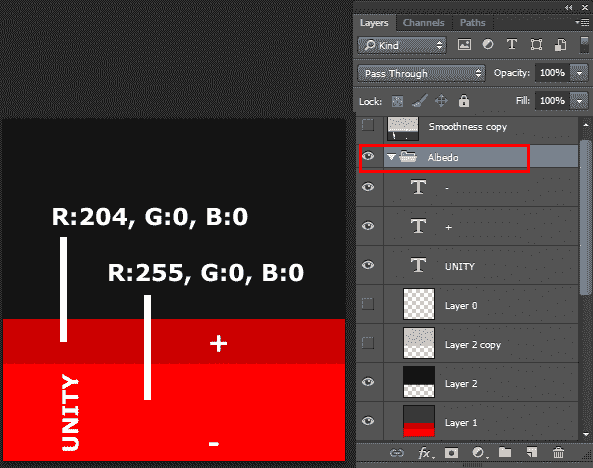 R:204, G:0, B:0
R:255, G:0, B:0
+
UNITY
-
Layers
Channels
Paths
Kind
T
Pass Through
Opacity:
100%
Lock:
Fill:
100%
Smoothness copy
Albedo
T
-
T
+
T
UNITY
Layer 0
Layer 2 copy
Layer 2
Layer 1
fx